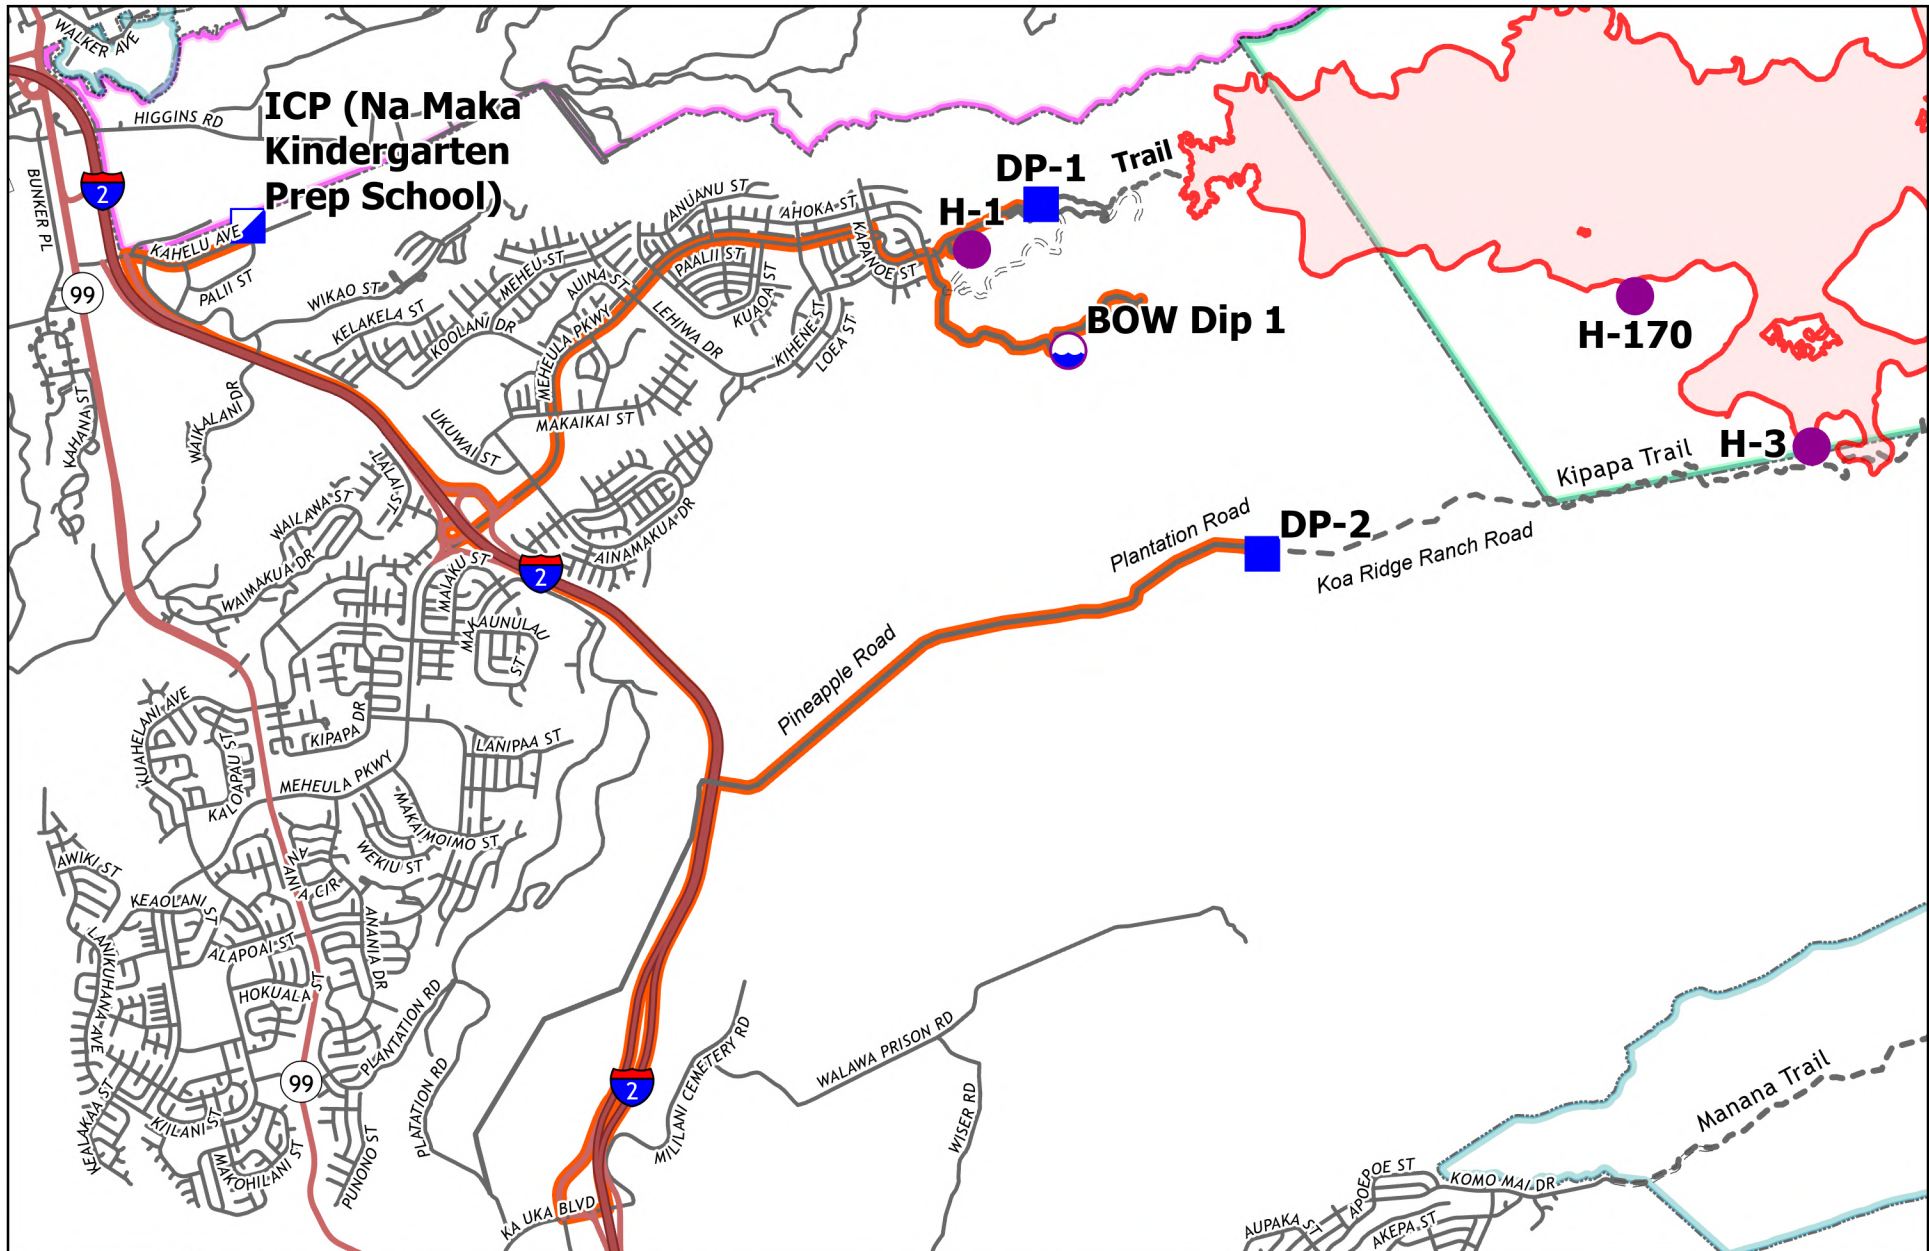 WALKER AVE
HIGGINS RD
ICP (Na Maka
Kindergarten
Prep School)
2
BUNKER PL
KAHELU AVE
PALII ST
99
WIKAO ST
KELAKELA ST
KOOLANI DR
MEHEU ST
AUINA ST
ANUANU ST
AHOKA ST
PAALII ST
KUAOA ST
KAPANOE ST
LEHIWA DR
KIHENE ST
LOEA ST
MEHEULA PKWY
MAKAIKAI ST
UKUWAI ST
H-1
DP-1
Trail
BOW Dip 1
H-170
H-3
Kipapa Trail
DP-2
Plantation Road
Koa Ridge Ranch Road
Pineapple Road
KAHANA ST
WAIKALANI DR
LALAI ST
WAILAWA ST
WAIMAKUA DR
AINAMAKUA DR
2
MAIAKU ST
MAKAUNULAU
ST
KUAHELANI AVE
KALOAPAU ST
KIPAPA DR
LANIPAA ST
MEHEULA PKWY
MAKAIMOIMO ST
WEKIU ST
AWIKI ST
KEAOLANI
ST
AN
ANIA CIR
ANANIA DR
ALAPOAI ST
HOKUALA ST
LANIKUHANA AVE
PLANTATION RD
PLATATION RD
99
KEALAKAA ST
KIILANI ST
MAKOHILANI ST
PUNONO ST
2
MILILANI CEMETERY RD
WALAWA PRISON RD
WISER RD
KA UKA BLVD
Manana Trail
KOMO MAI DR
APOEPOE ST
AUPAKA ST
AKEPA ST